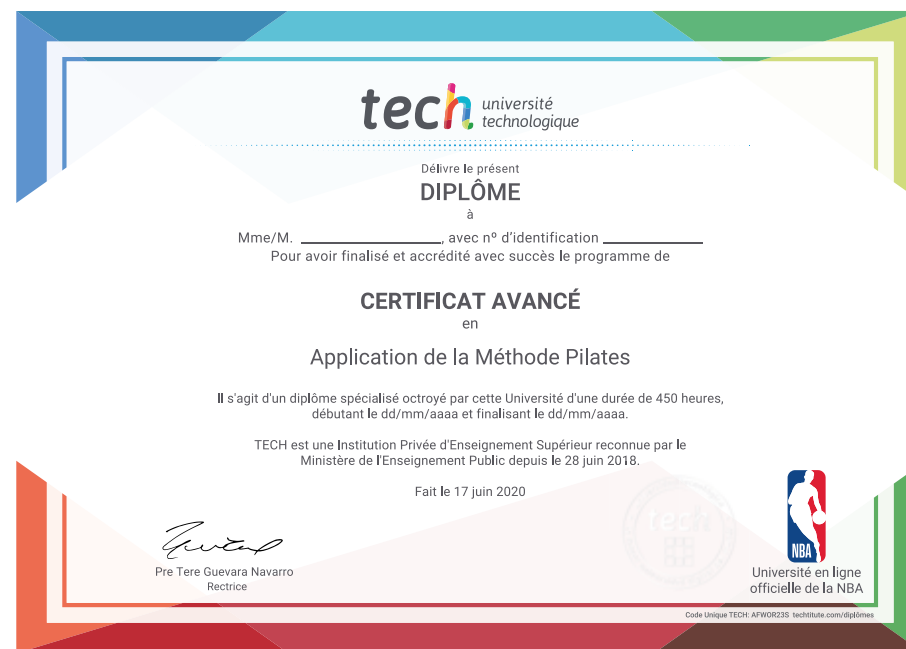 tech université
technologique
Délivre le présent
DIPLÔME
à
Mme/M. ____________________, avec nº d'identification ______________
Pour avoir finalisé et accrédité avec succès le programme de
CERTIFICAT AVANCÉ
en
Application de la Méthode Pilates
Il s'agit d'un diplôme spécialisé octroyé par cette Université d'une durée de 450 heures,
débutant le dd/mm/aaaa et finalisant le dd/mm/aaaa.
TECH est une Institution Privée d'Enseignement Supérieur reconnue par le
Ministère de l'Enseignement Public depuis le 28 juin 2018.
Fait le 17 juin 2020
tech
Pre Tere Guevara Navarro
Rectrice
NBA
Université en ligne
officielle de la NBA
Code Unique TECH: AFWOR23S techtitute.com/diplômes